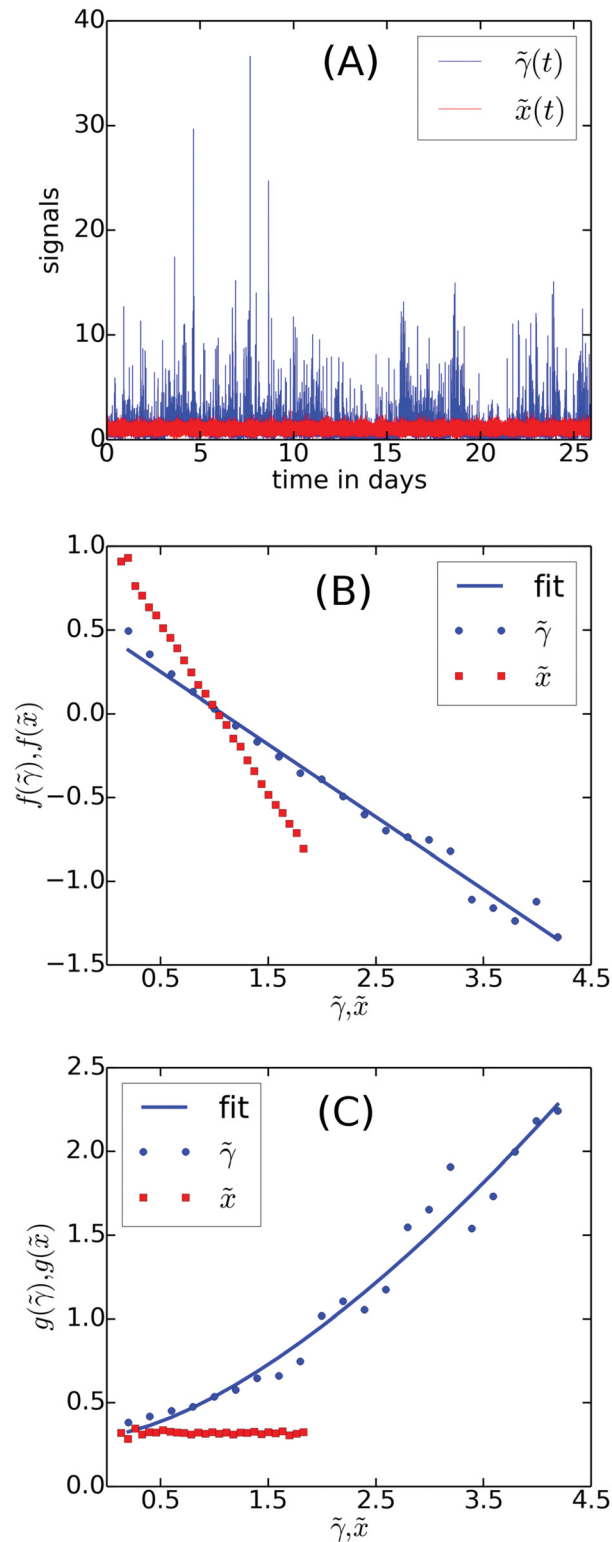 40
30
20
10
0
signals
(A)
γ̃(t)
x̃(t)
0 5 10 15 20 25
time in days
1.0
0.5
0.0
−0.5
−1.0
−1.5
f(γ̃),f(x̃)
(B)
fit
γ̃
x̃
0.5 1.5 2.5 3.5 4.5
γ̃,x̃
2.5
2.0
1.5
1.0
0.5
0.0
g(γ̃),g(x̃)
fit
γ̃
x̃
(C)
0.5 1.5 2.5 3.5 4.5
γ̃,x̃